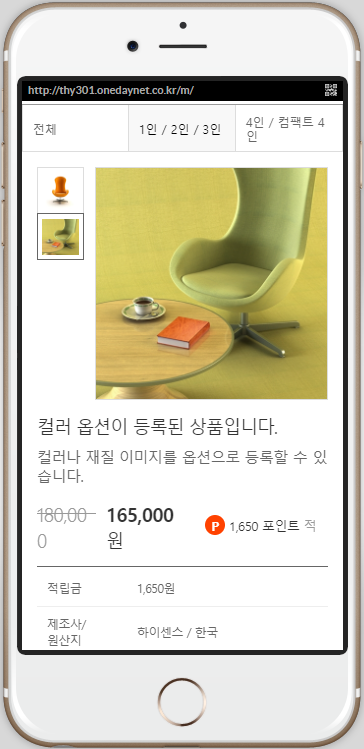 http://thy301.onedaynet.co.kr/m/
전체
1인 / 2인 / 3인
4인 / 컴팩트 4
인
컬러 옵션이 등록된 상품입니다.
컬러나 재질 이미지를 옵션으로 등록할 수 있
습니다.
180,00
0
165,000
원
P 1,650 포인트 적
적립금
1,650원
제조사/
원산지
하이센스 / 한국